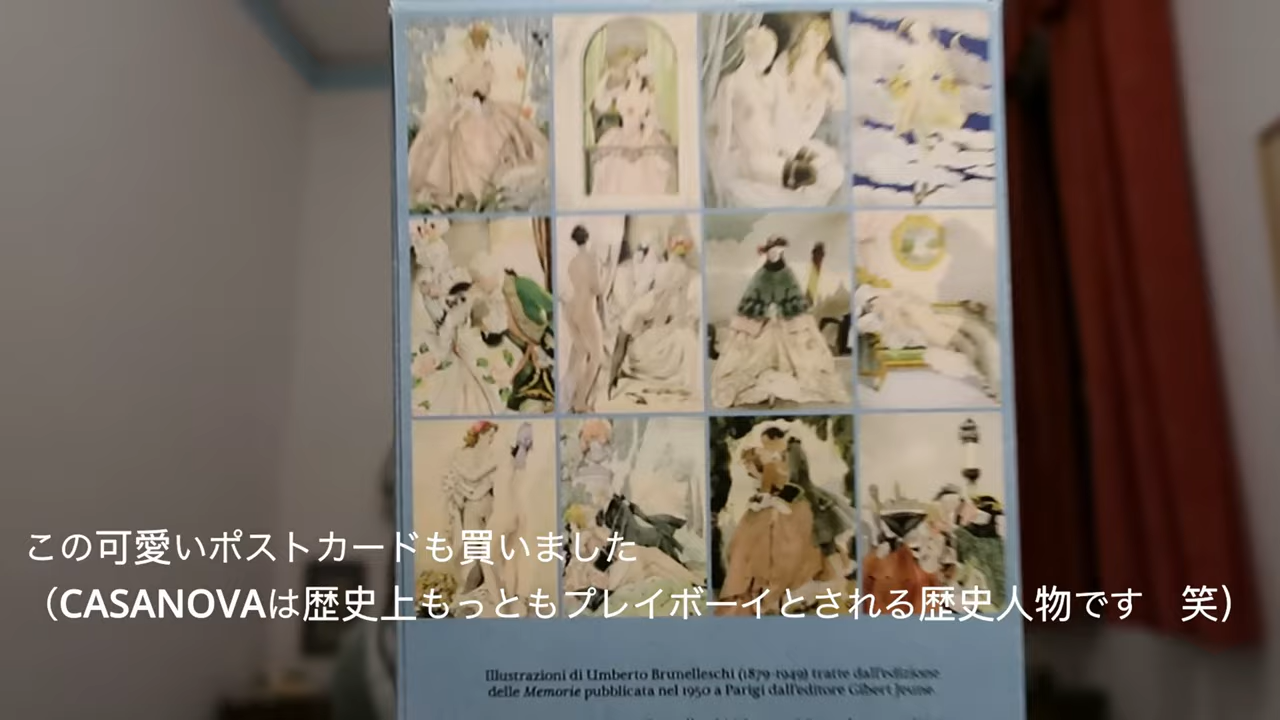 この可愛いポストカードも買いました
（CASANOVAは歴史上もっともプレイボーイとされる歴史人物です　笑）
Illustrazioni di Umberto Brunelleschi (1879-1949) tratte dall'edizione
delle Memorie pubblicata nel 1950 a Parigi dall'editore Gibert Jeune.